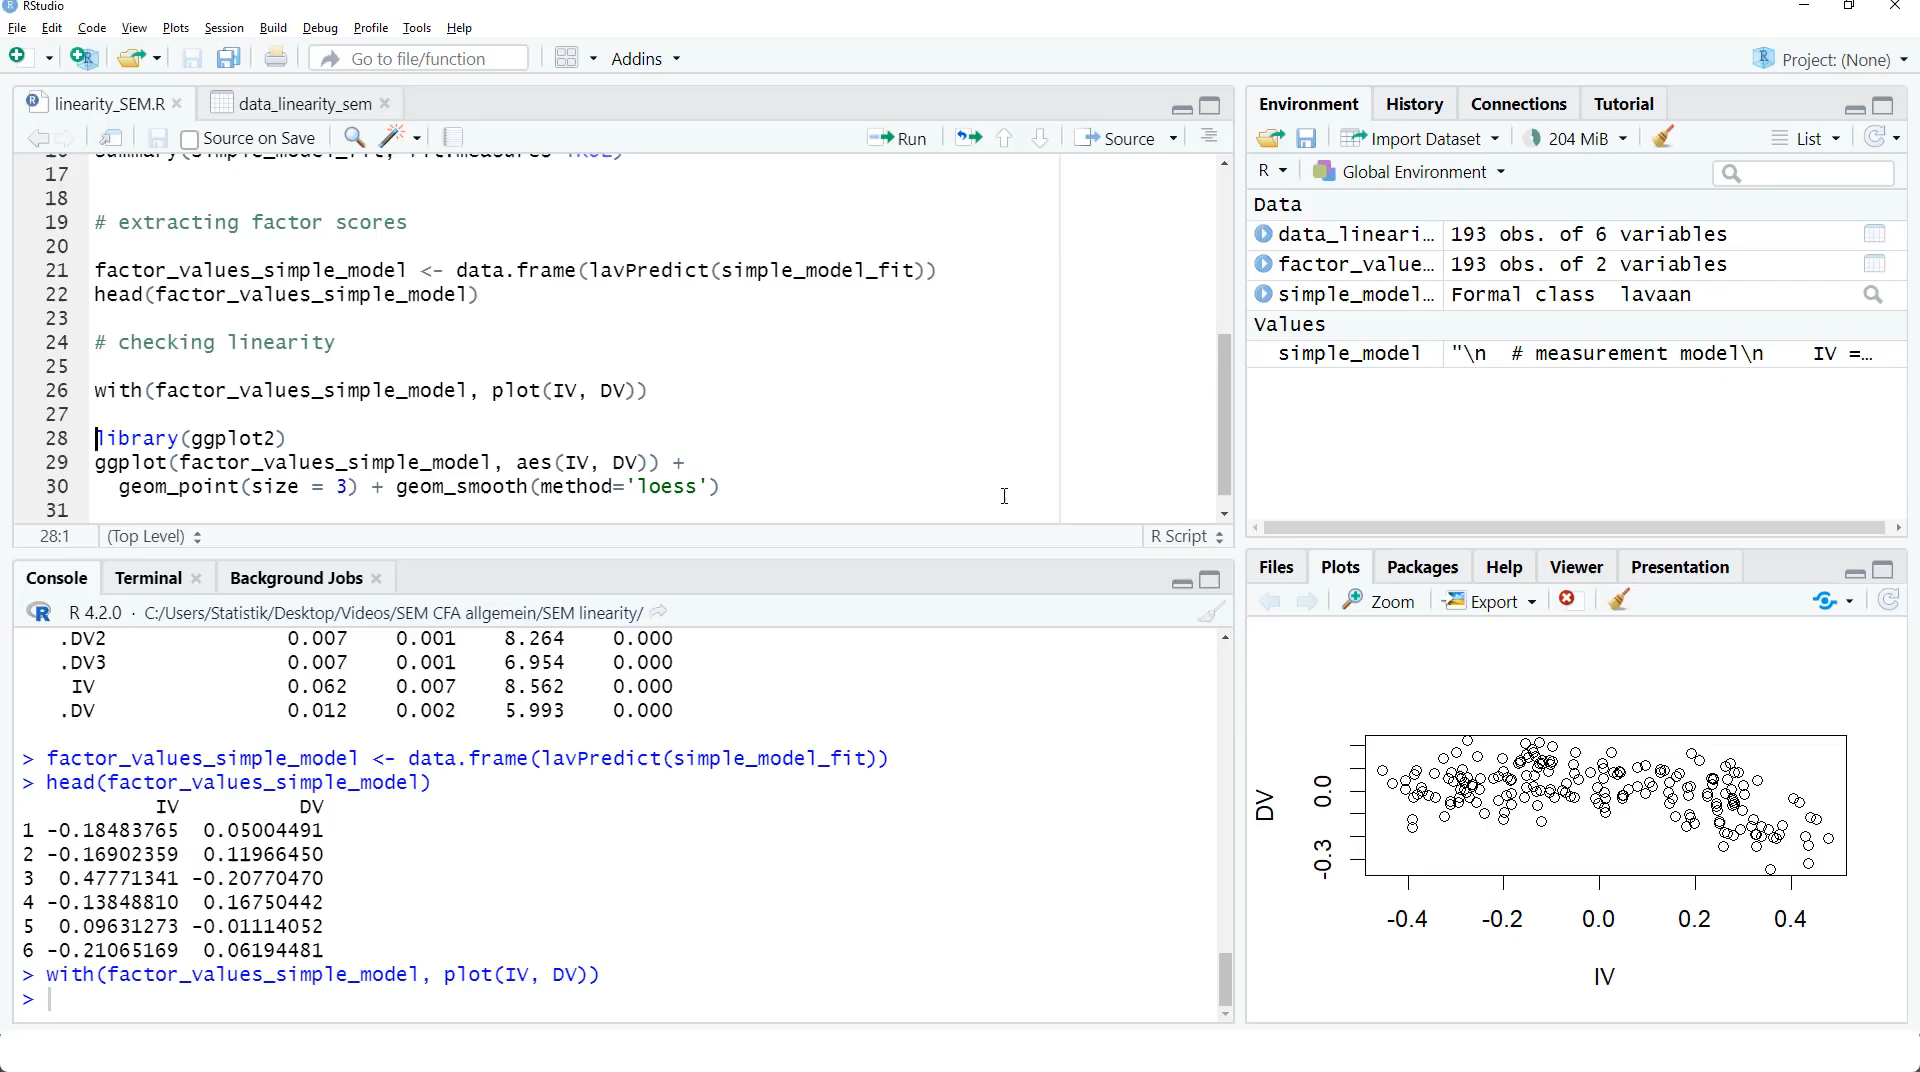 RStudio
File Edit Code View Plots Session Build Debug Profile Tools Help
Go to file/function Addins Project: (None)
linearity_SEM.R data_linearity_sem
Source on Save Run Source
17
18
19 # extracting factor scores
20
21 factor_values_simple_model <- data.frame(lavPredict(simple_model_fit))
22 head(factor_values_simple_model)
23
24 # checking linearity
25
26 with(factor_values_simple_model, plot(IV, DV))
27
28 library(ggplot2)
29 ggplot(factor_values_simple_model, aes(IV, DV)) +
30 geom_point(size = 3) + geom_smooth(method='loess')
31
28:1 (Top Level) R Script
Console Terminal Background Jobs
R 4.2.0 · C:/Users/Statistik/Desktop/Videos/SEM CFA allgemein/SEM linearity/
.DV2 0.007 0.001 8.264 0.000
.DV3 0.007 0.001 6.954 0.000
IV 0.062 0.007 8.562 0.000
.DV 0.012 0.002 5.993 0.000
> factor_values_simple_model <- data.frame(lavPredict(simple_model_fit))
> head(factor_values_simple_model)
IV DV
1 -0.18483765 0.05004491
2 -0.16902359 0.11966450
3 0.47771341 -0.20770470
4 -0.13848810 0.16750442
5 0.09631273 -0.01114052
6 -0.21065169 0.06194481
> with(factor_values_simple_model, plot(IV, DV))
>
Environment History Connections Tutorial
Import Dataset 204 MiB List
R Global Environment
Data
data_lineari… 193 obs. of 6 variables
factor_value… 193 obs. of 2 variables
simple_model… Formal class lavaan
Values
simple_model "\n # measurement model\n IV =…
Files Plots Packages Help Viewer Presentation
Zoom Export
DV
0.0
-0.3
-0.4 -0.2 0.0 0.2 0.4
IV